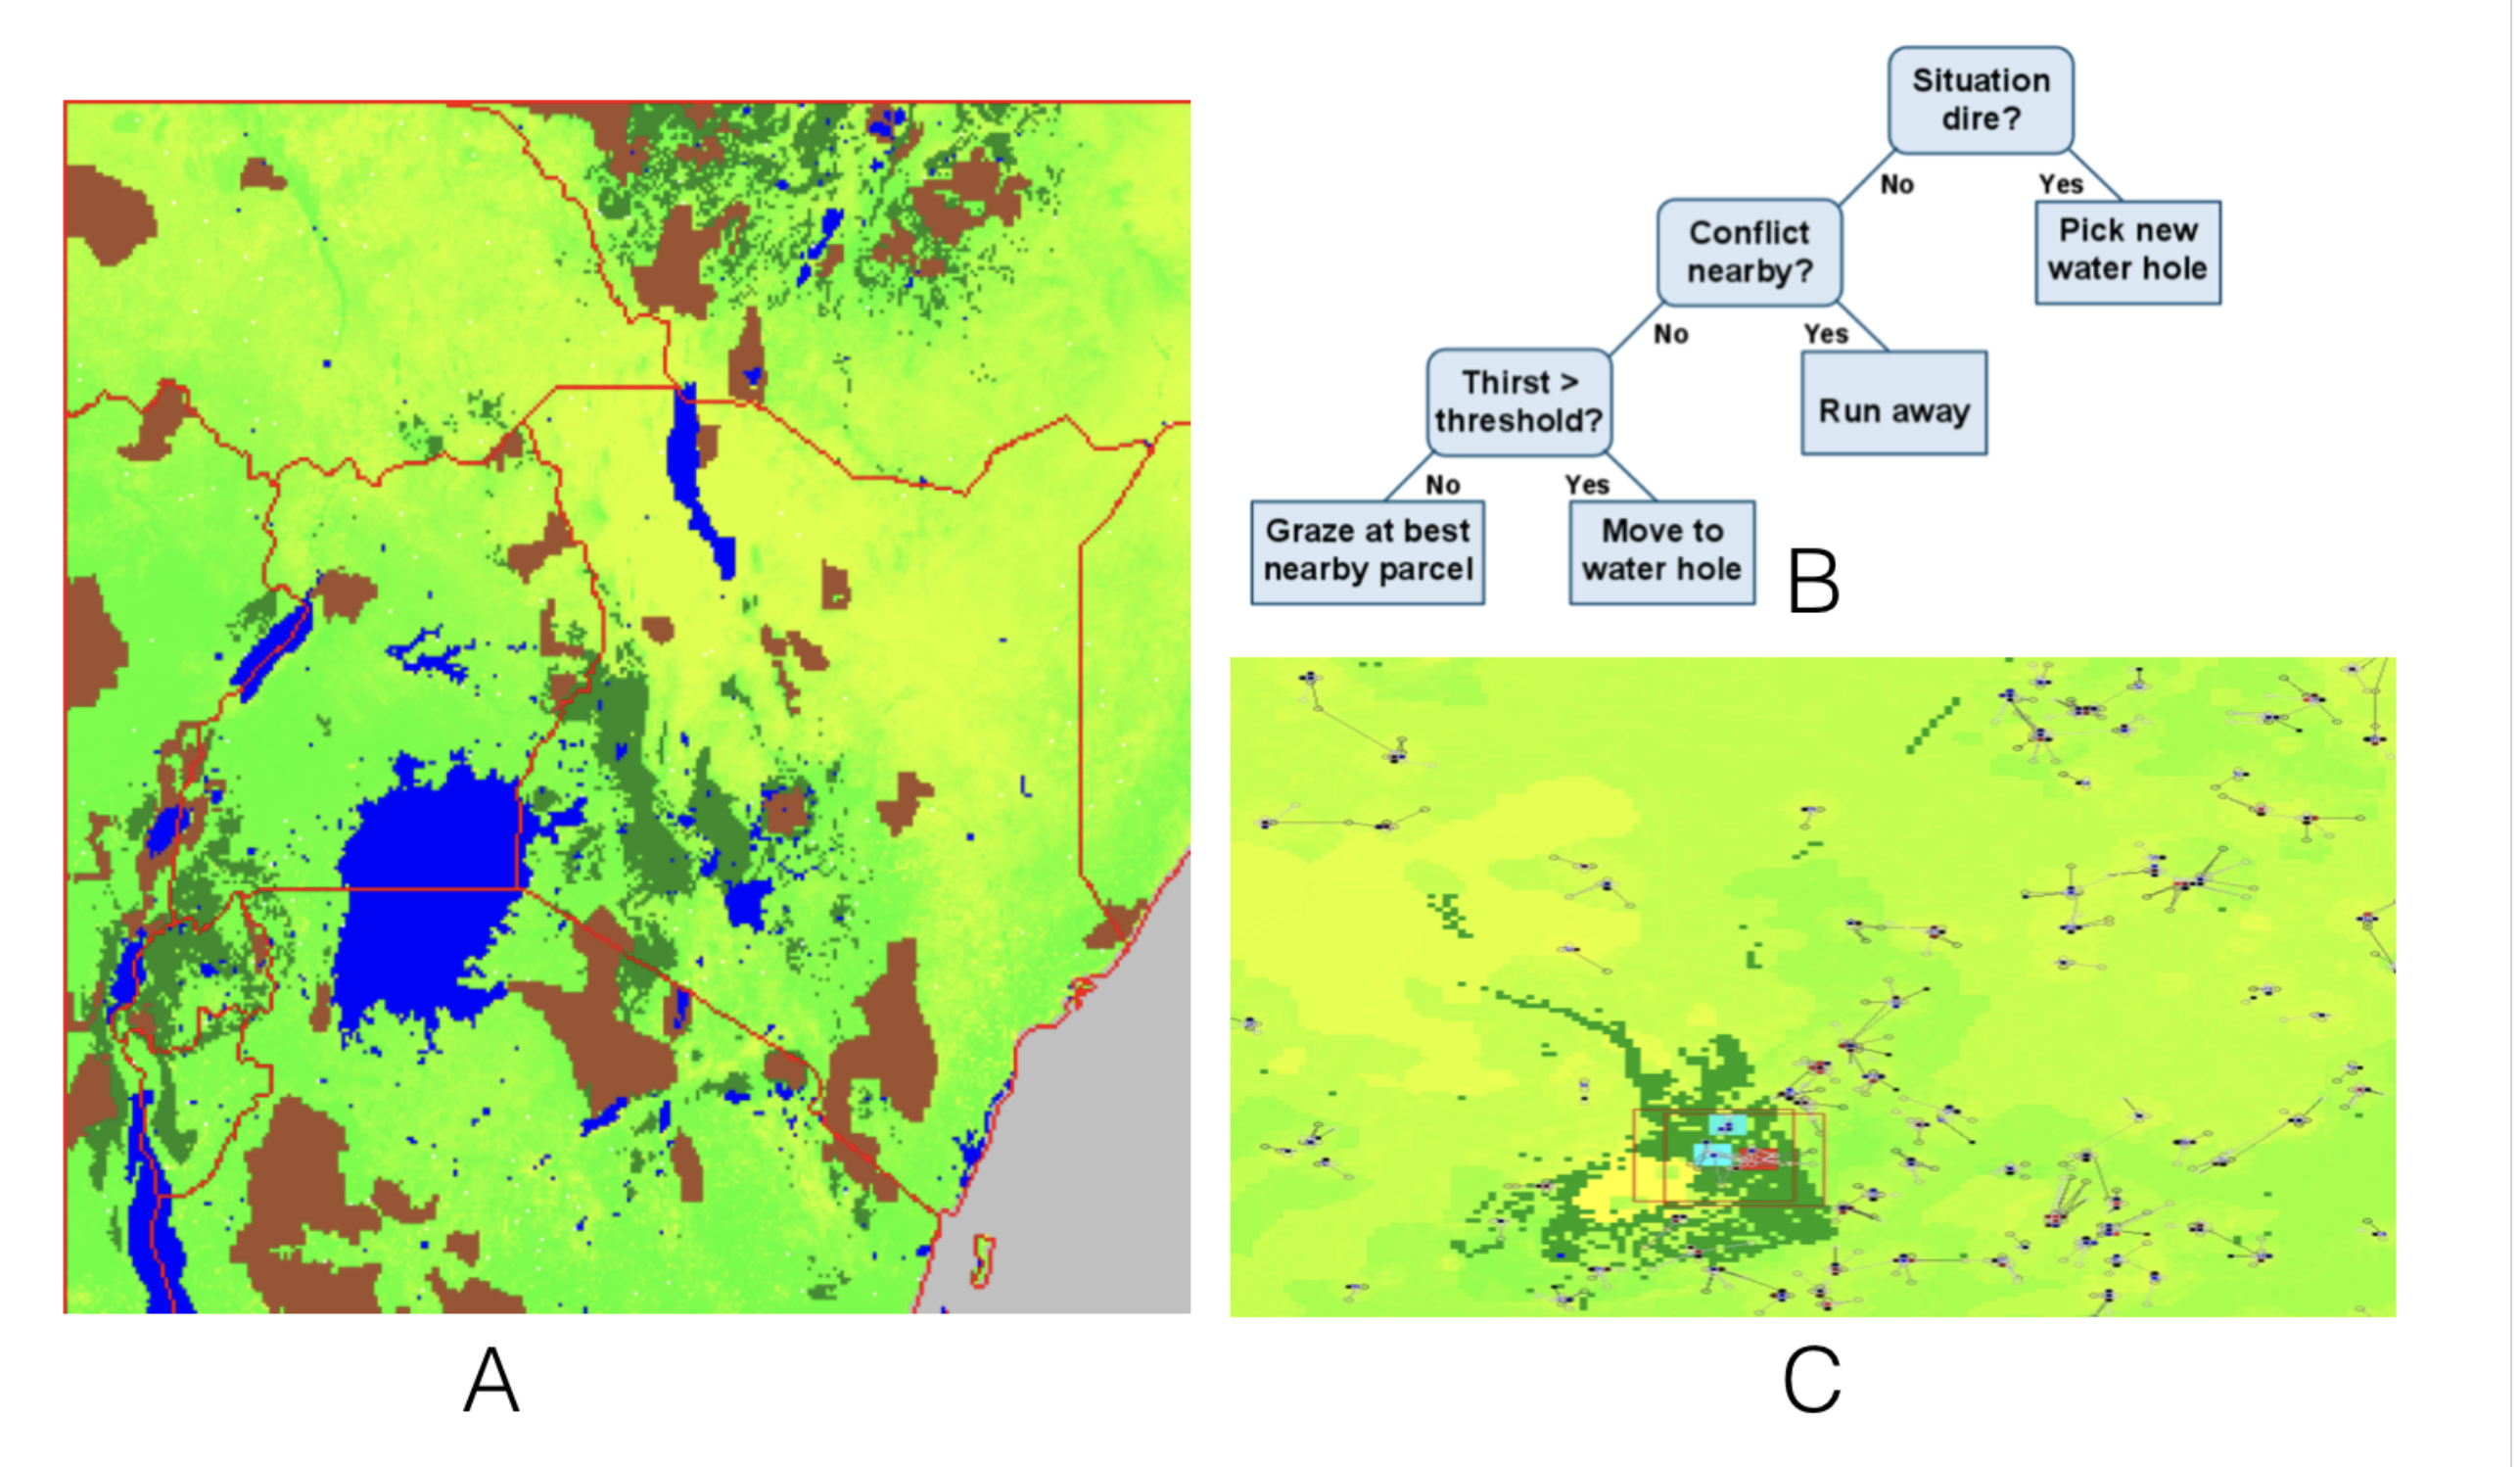 Situation
dire?
No
Yes
Conflict
nearby?
Pick new
water hole
No
Yes
Thirst >
threshold?
Run away
No
Yes
Graze at best
nearby parcel
Move to
water hole
B
A
C